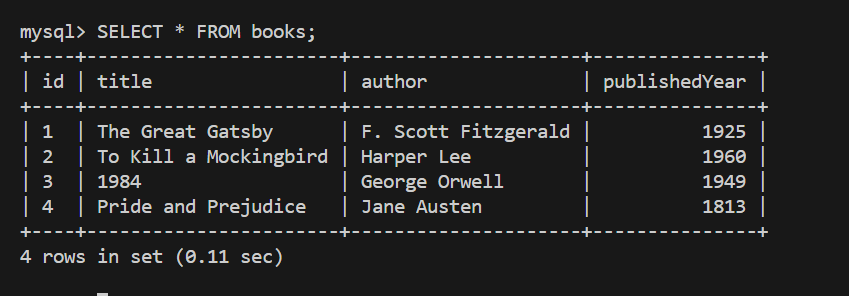 mysql> SELECT * FROM books;
+----+-----------------------+----------------------+---------------+
| id | title                 | author               | publishedYear |
+----+-----------------------+----------------------+---------------+
| 1  | The Great Gatsby      | F. Scott Fitzgerald |          1925 |
| 2  | To Kill a Mockingbird | Harper Lee           |          1960 |
| 3  | 1984                  | George Orwell        |          1949 |
| 4  | Pride and Prejudice   | Jane Austen          |          1813 |
+----+-----------------------+----------------------+---------------+
4 rows in set (0.11 sec)